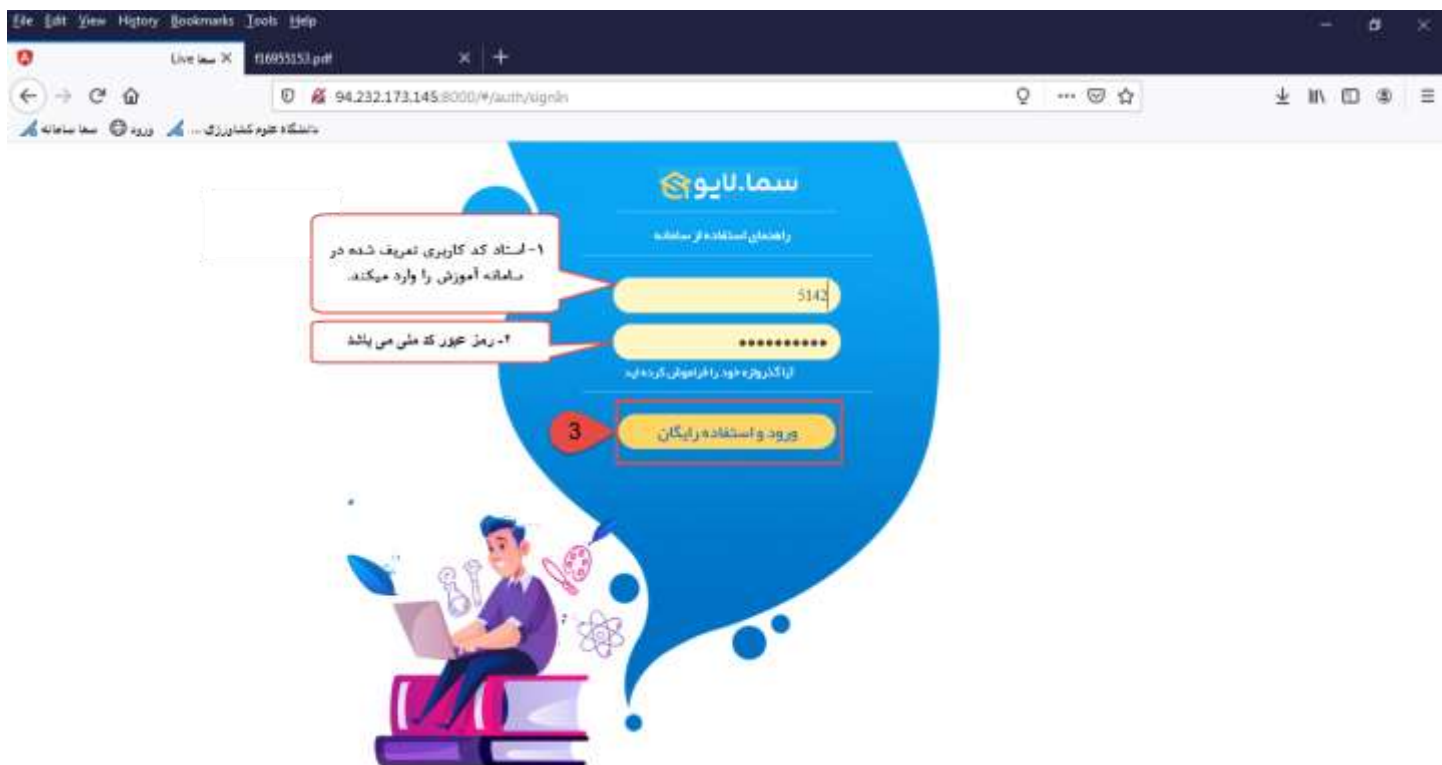 File Edit View History Bookmarks Tools Help
سما Live
f16955153.pdf
94.232.173.145:8000/#/auth/signIn
سما سامانه
ورود
دانشگاه علوم کشاورزی ...
سما.لایو
راهنمای استفاده از سامانه
۱- استاد کد کاربری تعریف شده در
سامانه آموزش را وارد میکند.
5142
۲- رمز عبور کد ملی می باشد
••••••••••
آیا گذرواژه خود را فراموش کرده اید
3
ورود و استفاده رایگان